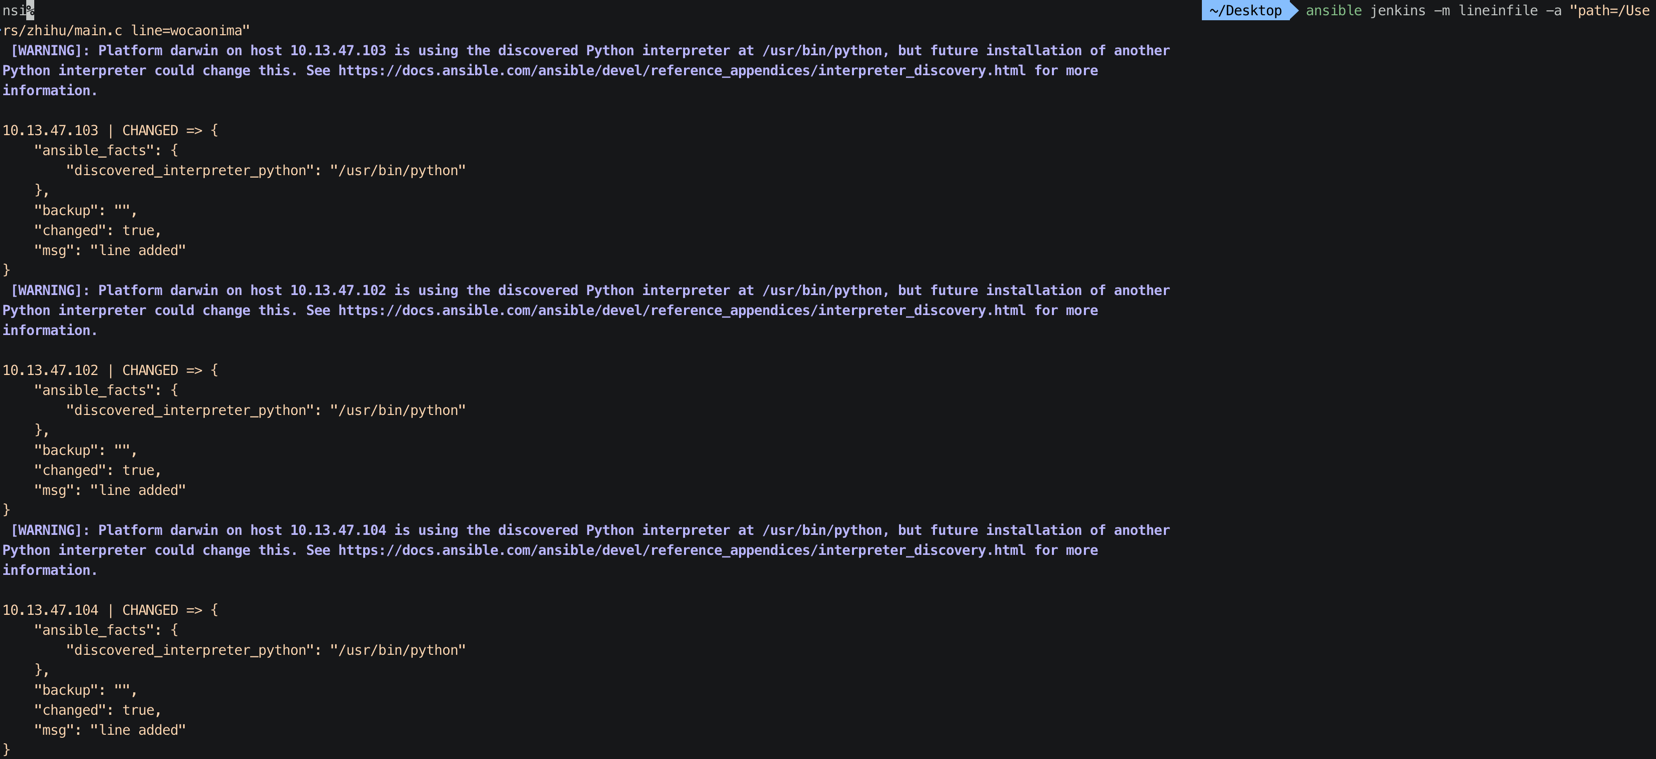 nsi% ~/Desktop ansible jenkins -m lineinfile -a "path=/Use
rs/zhihu/main.c line=wocaonima"
[WARNING]: Platform darwin on host 10.13.47.103 is using the discovered Python interpreter at /usr/bin/python, but future installation of another
Python interpreter could change this. See https://docs.ansible.com/ansible/devel/reference_appendices/interpreter_discovery.html for more
information.
10.13.47.103 | CHANGED => {
    "ansible_facts": {
        "discovered_interpreter_python": "/usr/bin/python"
    },
    "backup": "",
    "changed": true,
    "msg": "line added"
}
[WARNING]: Platform darwin on host 10.13.47.102 is using the discovered Python interpreter at /usr/bin/python, but future installation of another
Python interpreter could change this. See https://docs.ansible.com/ansible/devel/reference_appendices/interpreter_discovery.html for more
information.
10.13.47.102 | CHANGED => {
    "ansible_facts": {
        "discovered_interpreter_python": "/usr/bin/python"
    },
    "backup": "",
    "changed": true,
    "msg": "line added"
}
[WARNING]: Platform darwin on host 10.13.47.104 is using the discovered Python interpreter at /usr/bin/python, but future installation of another
Python interpreter could change this. See https://docs.ansible.com/ansible/devel/reference_appendices/interpreter_discovery.html for more
information.
10.13.47.104 | CHANGED => {
    "ansible_facts": {
        "discovered_interpreter_python": "/usr/bin/python"
    },
    "backup": "",
    "changed": true,
    "msg": "line added"
}